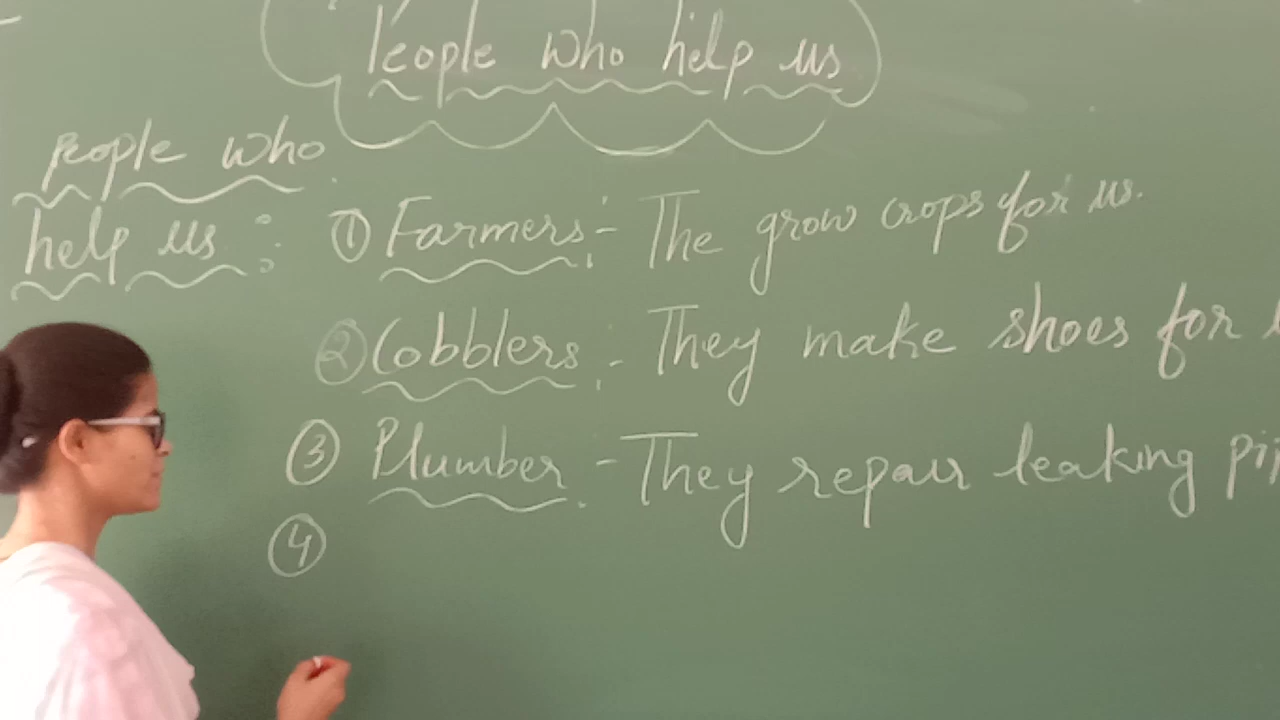 People who help us
People who
help us :
① Farmers :- The grow crops for us.
② Cobblers :- They make shoes for
③ Plumber - They repair leaking
④